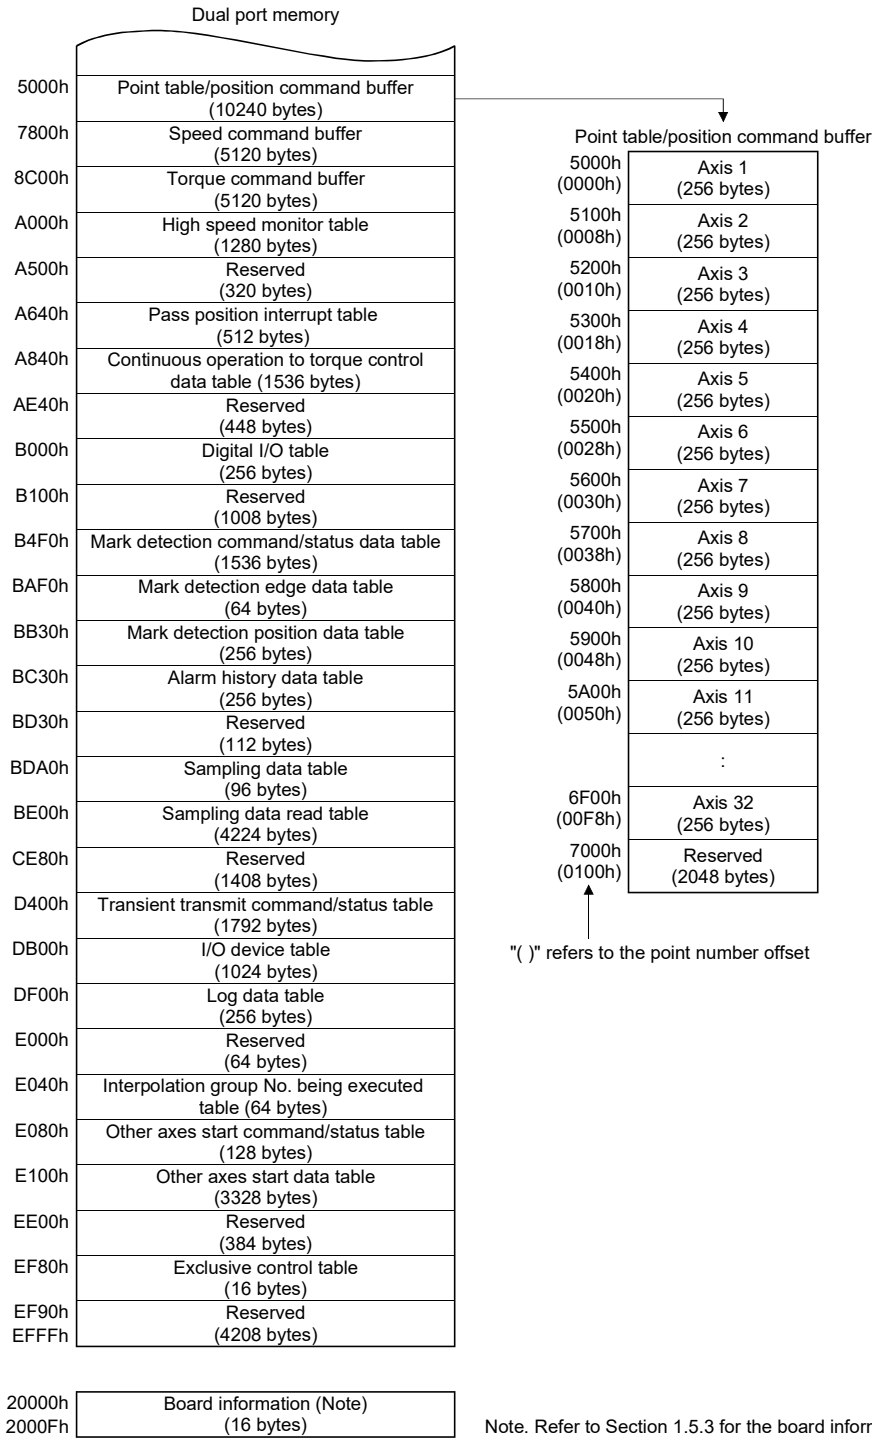 Dual port memory
5000h
Point table/position command buffer
(10240 bytes)
7800h
Speed command buffer
(5120 bytes)
8C00h
Torque command buffer
(5120 bytes)
A000h
High speed monitor table
(1280 bytes)
A500h
Reserved
(320 bytes)
A640h
Pass position interrupt table
(512 bytes)
A840h
Continuous operation to torque control
data table (1536 bytes)
AE40h
Reserved
(448 bytes)
B000h
Digital I/O table
(256 bytes)
B100h
Reserved
(1008 bytes)
B4F0h
Mark detection command/status data table
(1536 bytes)
BAF0h
Mark detection edge data table
(64 bytes)
BB30h
Mark detection position data table
(256 bytes)
BC30h
Alarm history data table
(256 bytes)
BD30h
Reserved
(112 bytes)
BDA0h
Sampling data table
(96 bytes)
BE00h
Sampling data read table
(4224 bytes)
CE80h
Reserved
(1408 bytes)
D400h
Transient transmit command/status table
(1792 bytes)
DB00h
I/O device table
(1024 bytes)
DF00h
Log data table
(256 bytes)
E000h
Reserved
(64 bytes)
E040h
Interpolation group No. being executed
table (64 bytes)
E080h
Other axes start command/status table
(128 bytes)
E100h
Other axes start data table
(3328 bytes)
EE00h
Reserved
(384 bytes)
EF80h
Exclusive control table
(16 bytes)
EF90h
Reserved
EFFFh
(4208 bytes)
20000h
Board information (Note)
2000Fh
(16 bytes)
Point table/position command buffer
5000h
(0000h)
Axis 1
(256 bytes)
5100h
(0008h)
Axis 2
(256 bytes)
5200h
(0010h)
Axis 3
(256 bytes)
5300h
(0018h)
Axis 4
(256 bytes)
5400h
(0020h)
Axis 5
(256 bytes)
5500h
(0028h)
Axis 6
(256 bytes)
5600h
(0030h)
Axis 7
(256 bytes)
5700h
(0038h)
Axis 8
(256 bytes)
5800h
(0040h)
Axis 9
(256 bytes)
5900h
(0048h)
Axis 10
(256 bytes)
5A00h
(0050h)
Axis 11
(256 bytes)
:
6F00h
(00F8h)
Axis 32
(256 bytes)
7000h
(0100h)
Reserved
(2048 bytes)
"( )" refers to the point number offset
Note. Refer to Section 1.5.3 for the board